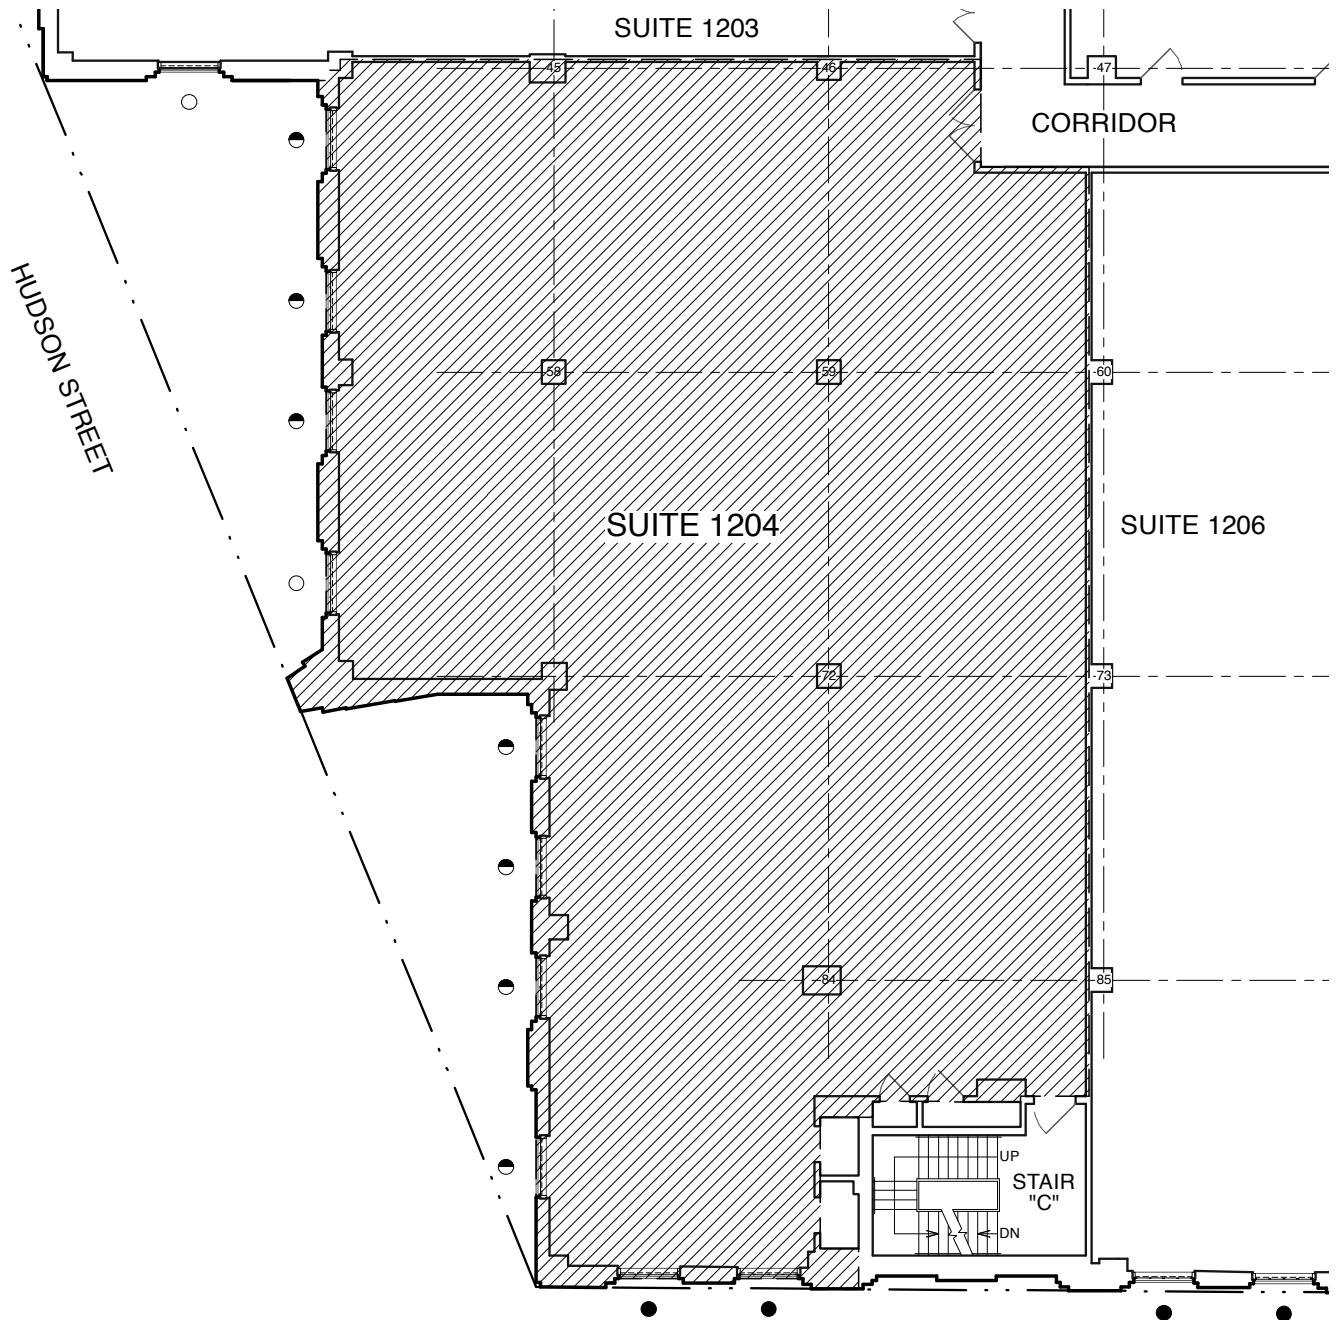 SUITE 1203
45
46
-47
CORRIDOR
HUDSON STREET
58
59
-60
SUITE 1204
SUITE 1206
72
-73
84
85
UP
STAIR
"C"
DN